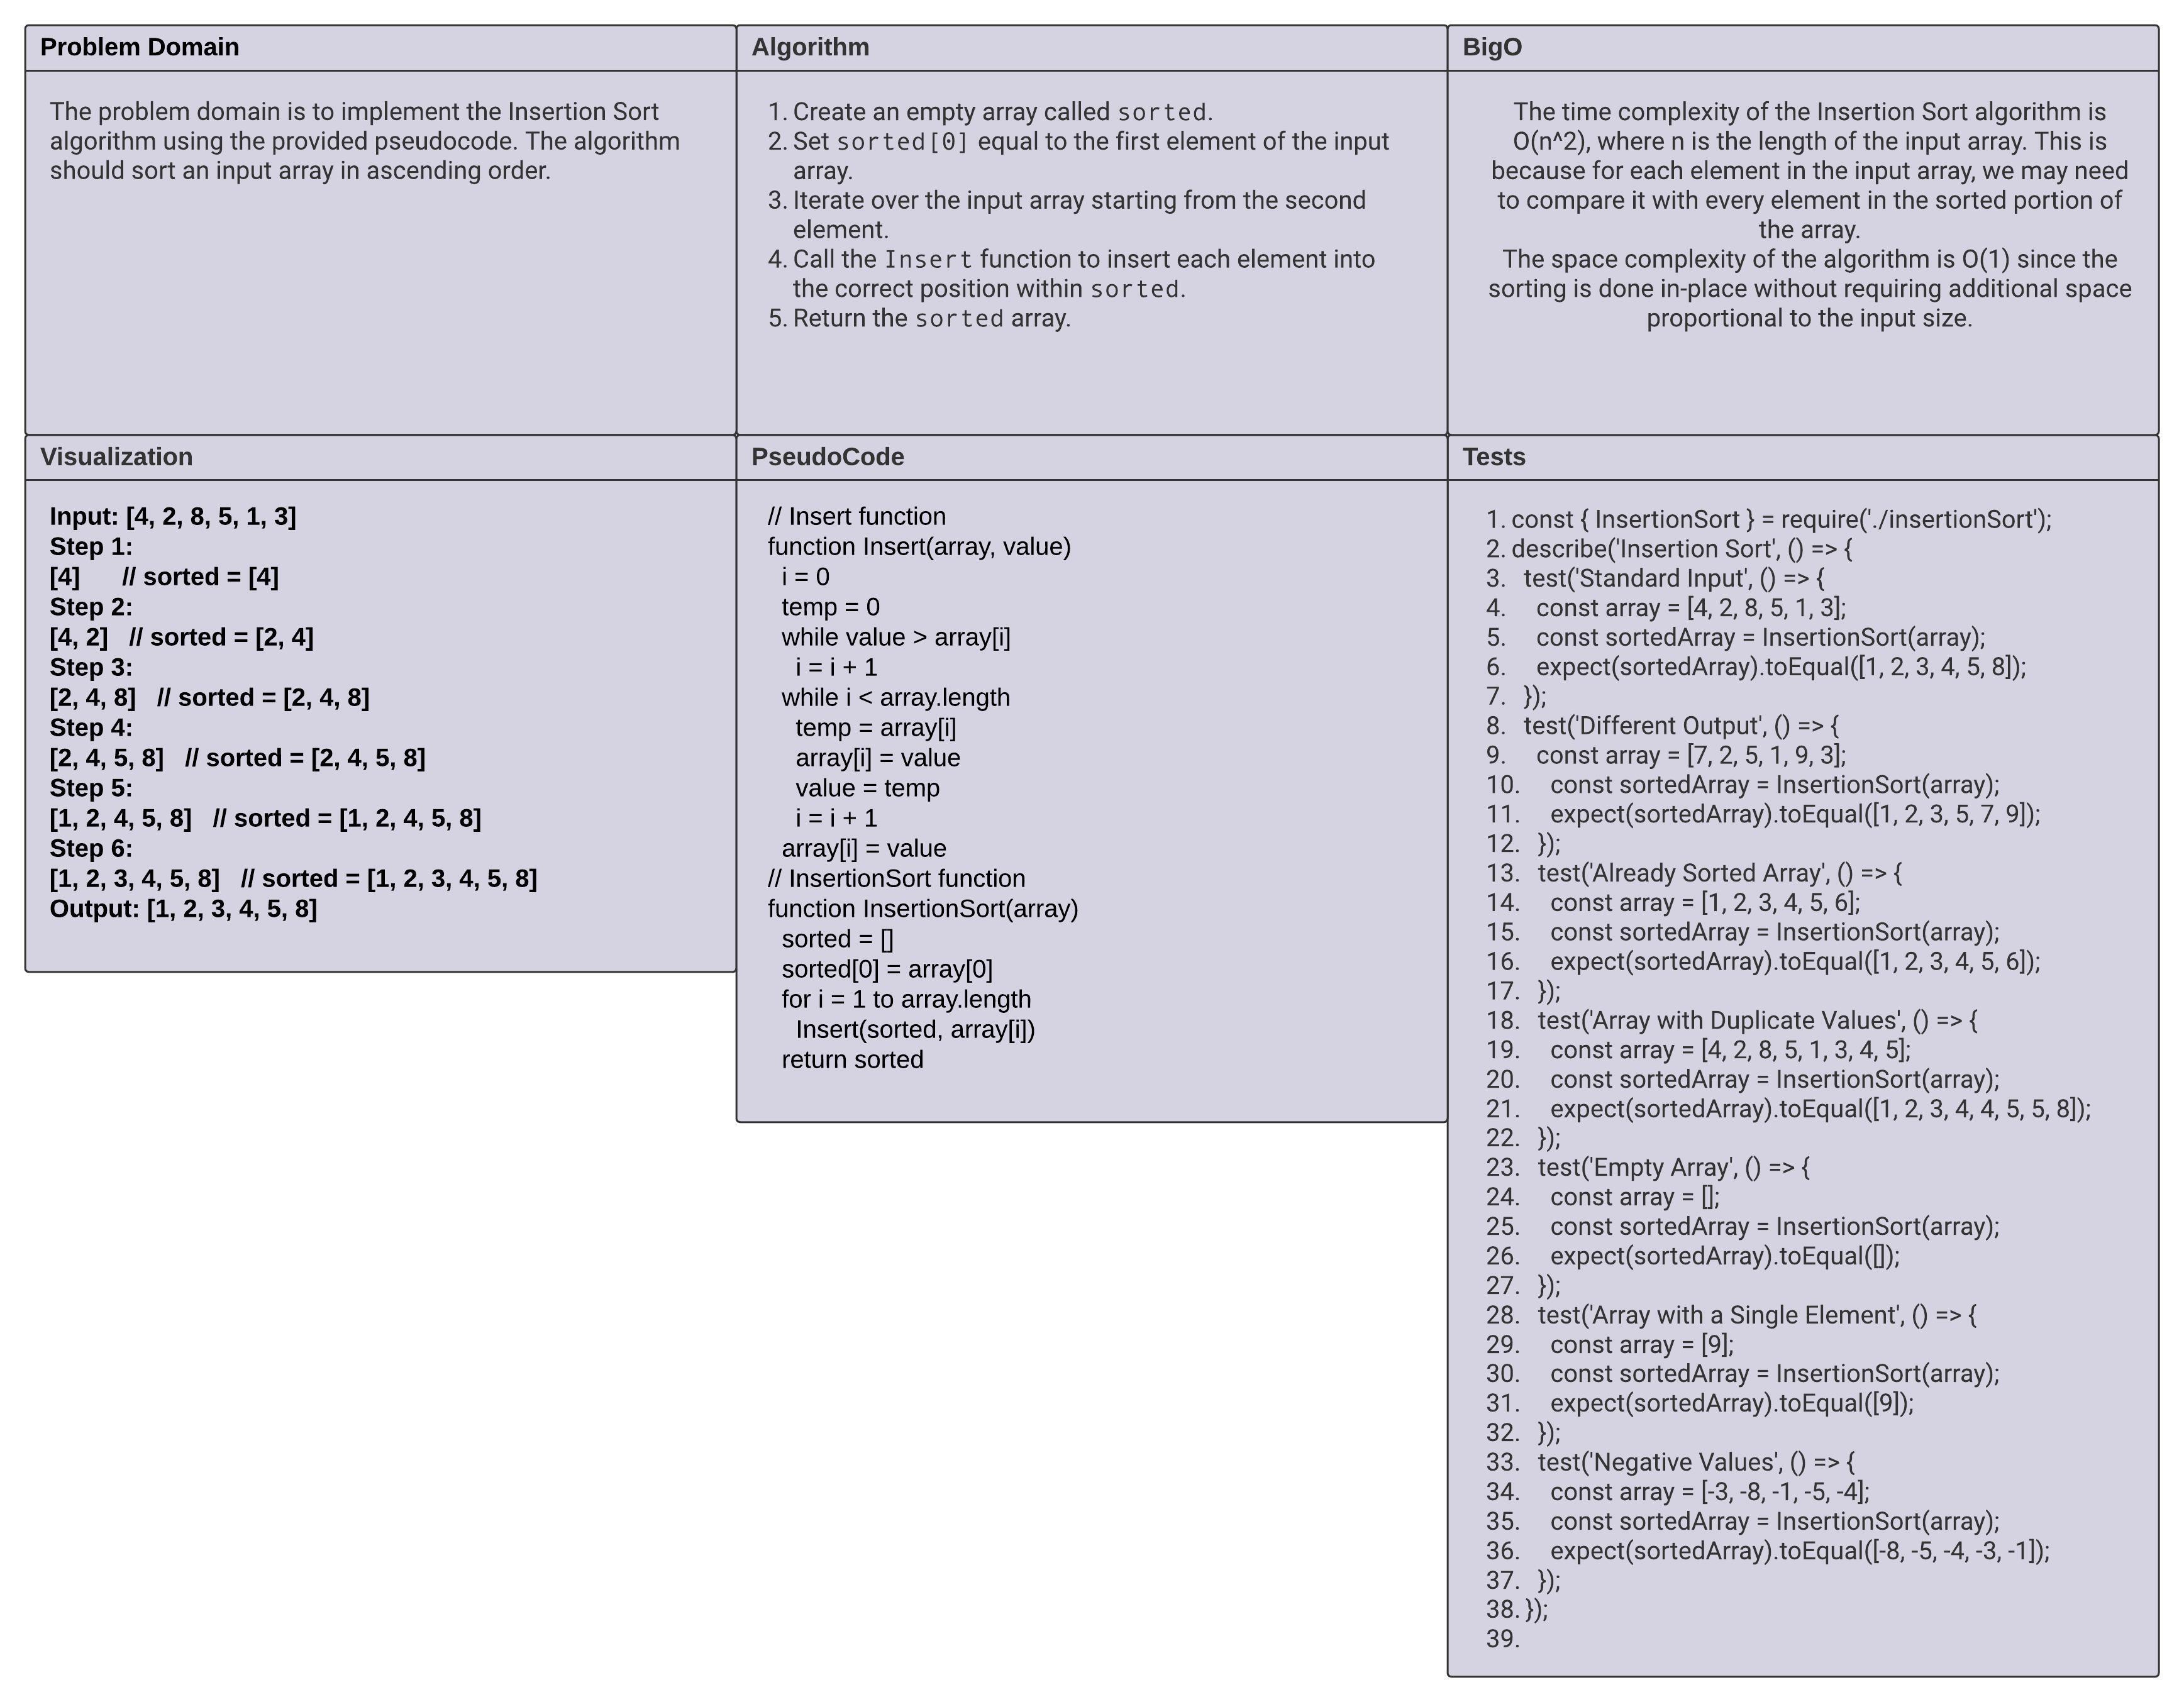 Problem Domain
The problem domain is to implement the Insertion Sort
algorithm using the provided pseudocode. The algorithm
should sort an input array in ascending order.
Algorithm
1. Create an empty array called sorted.
2. Set sorted[0] equal to the first element of the input
array.
3. Iterate over the input array starting from the second
element.
4. Call the Insert function to insert each element into
the correct position within sorted.
5. Return the sorted array.
BigO
The time complexity of the Insertion Sort algorithm is
O(n^2), where n is the length of the input array. This is
because for each element in the input array, we may need
to compare it with every element in the sorted portion of
the array.
The space complexity of the algorithm is O(1) since the
sorting is done in-place without requiring additional space
proportional to the input size.
Visualization
Input: [4, 2, 8, 5, 1, 3]
Step 1:
[4]      // sorted = [4]
Step 2:
[4, 2]   // sorted = [2, 4]
Step 3:
[2, 4, 8]   // sorted = [2, 4, 8]
Step 4:
[2, 4, 5, 8]   // sorted = [2, 4, 5, 8]
Step 5:
[1, 2, 4, 5, 8]   // sorted = [1, 2, 4, 5, 8]
Step 6:
[1, 2, 3, 4, 5, 8]   // sorted = [1, 2, 3, 4, 5, 8]
Output: [1, 2, 3, 4, 5, 8]
PseudoCode
// Insert function
function Insert(array, value)
  i = 0
  temp = 0
  while value > array[i]
    i = i + 1
  while i < array.length
    temp = array[i]
    array[i] = value
    value = temp
    i = i + 1
  array[i] = value
// InsertionSort function
function InsertionSort(array)
  sorted = []
  sorted[0] = array[0]
  for i = 1 to array.length
    Insert(sorted, array[i])
  return sorted
Tests
1. const { InsertionSort } = require('./insertionSort');
2. describe('Insertion Sort', () => {
3.   test('Standard Input', () => {
4.     const array = [4, 2, 8, 5, 1, 3];
5.     const sortedArray = InsertionSort(array);
6.     expect(sortedArray).toEqual([1, 2, 3, 4, 5, 8]);
7.   });
8.   test('Different Output', () => {
9.     const array = [7, 2, 5, 1, 9, 3];
10.     const sortedArray = InsertionSort(array);
11.     expect(sortedArray).toEqual([1, 2, 3, 5, 7, 9]);
12.   });
13.   test('Already Sorted Array', () => {
14.     const array = [1, 2, 3, 4, 5, 6];
15.     const sortedArray = InsertionSort(array);
16.     expect(sortedArray).toEqual([1, 2, 3, 4, 5, 6]);
17.   });
18.   test('Array with Duplicate Values', () => {
19.     const array = [4, 2, 8, 5, 1, 3, 4, 5];
20.     const sortedArray = InsertionSort(array);
21.     expect(sortedArray).toEqual([1, 2, 3, 4, 4, 5, 5, 8]);
22.   });
23.   test('Empty Array', () => {
24.     const array = [];
25.     const sortedArray = InsertionSort(array);
26.     expect(sortedArray).toEqual([]);
27.   });
28.   test('Array with a Single Element', () => {
29.     const array = [9];
30.     const sortedArray = InsertionSort(array);
31.     expect(sortedArray).toEqual([9]);
32.   });
33.   test('Negative Values', () => {
34.     const array = [-3, -8, -1, -5, -4];
35.     const sortedArray = InsertionSort(array);
36.     expect(sortedArray).toEqual([-8, -5, -4, -3, -1]);
37.   });
38. });
39.